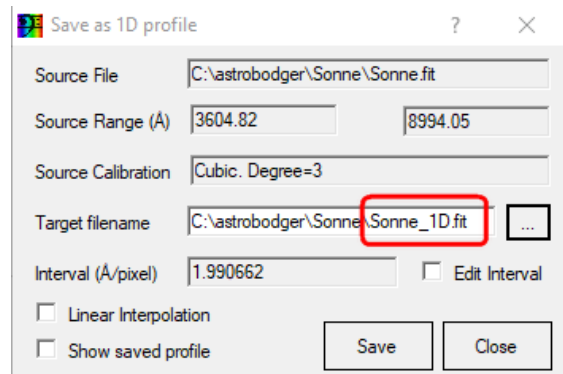 Save as 1D profile ? ×
Source File C:\astrobodger\Sonne\Sonne.fit
Source Range (Å) 3604.82 8994.05
Source Calibration Cubic. Degree=3
Target filename C:\astrobodger\Sonne\Sonne_1D.fit ...
Interval (Å/pixel) 1.990662 Edit Interval
Linear Interpolation
Show saved profile Save Close